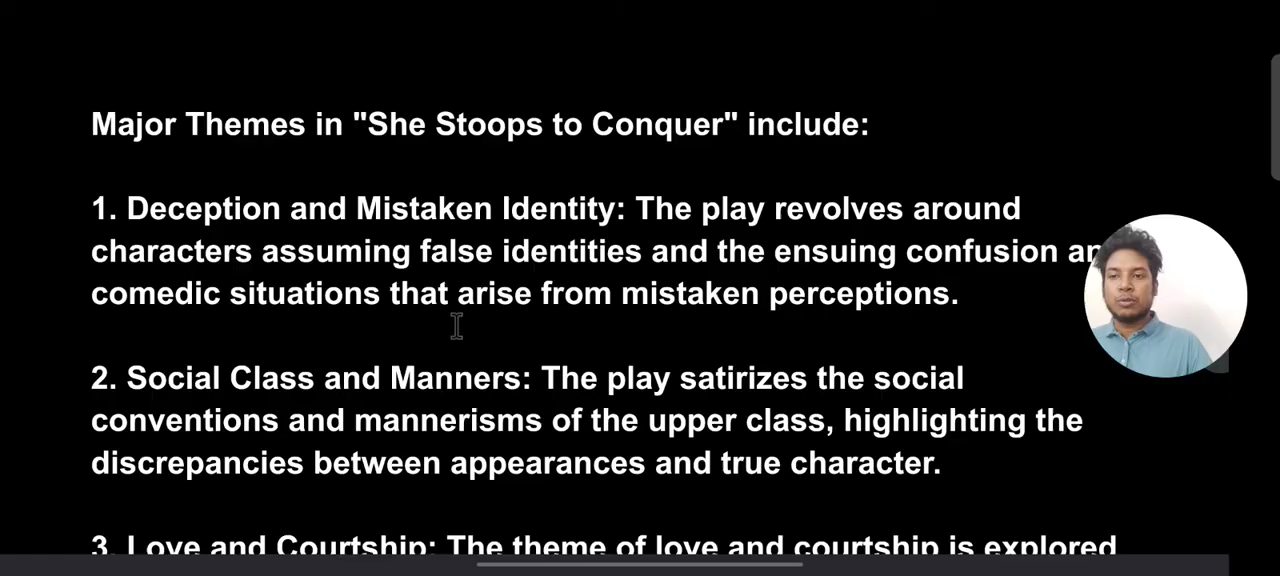 Major Themes in "She Stoops to Conquer" include:
1. Deception and Mistaken Identity: The play revolves around
characters assuming false identities and the ensuing confusion
comedic situations that arise from mistaken perceptions.
2. Social Class and Manners: The play satirizes the social
conventions and mannerisms of the upper class, highlighting the
discrepancies between appearances and true character.
3. Love and Courtship: The theme of love and courtship is explored